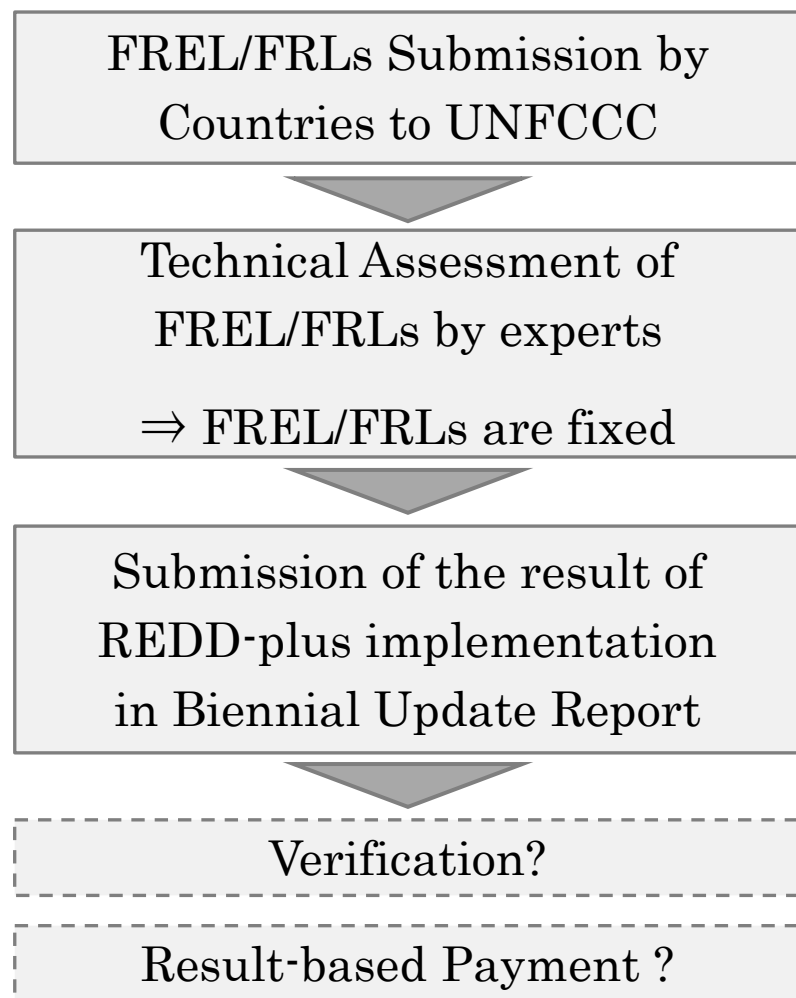 FREL/FRLs Submission by
Countries to UNFCCC
Technical Assessment of
FREL/FRLs by experts
⇒ FREL/FRLs are fixed
Submission of the result of
REDD-plus implementation
in Biennial Update Report
Verification?
Result-based Payment ?